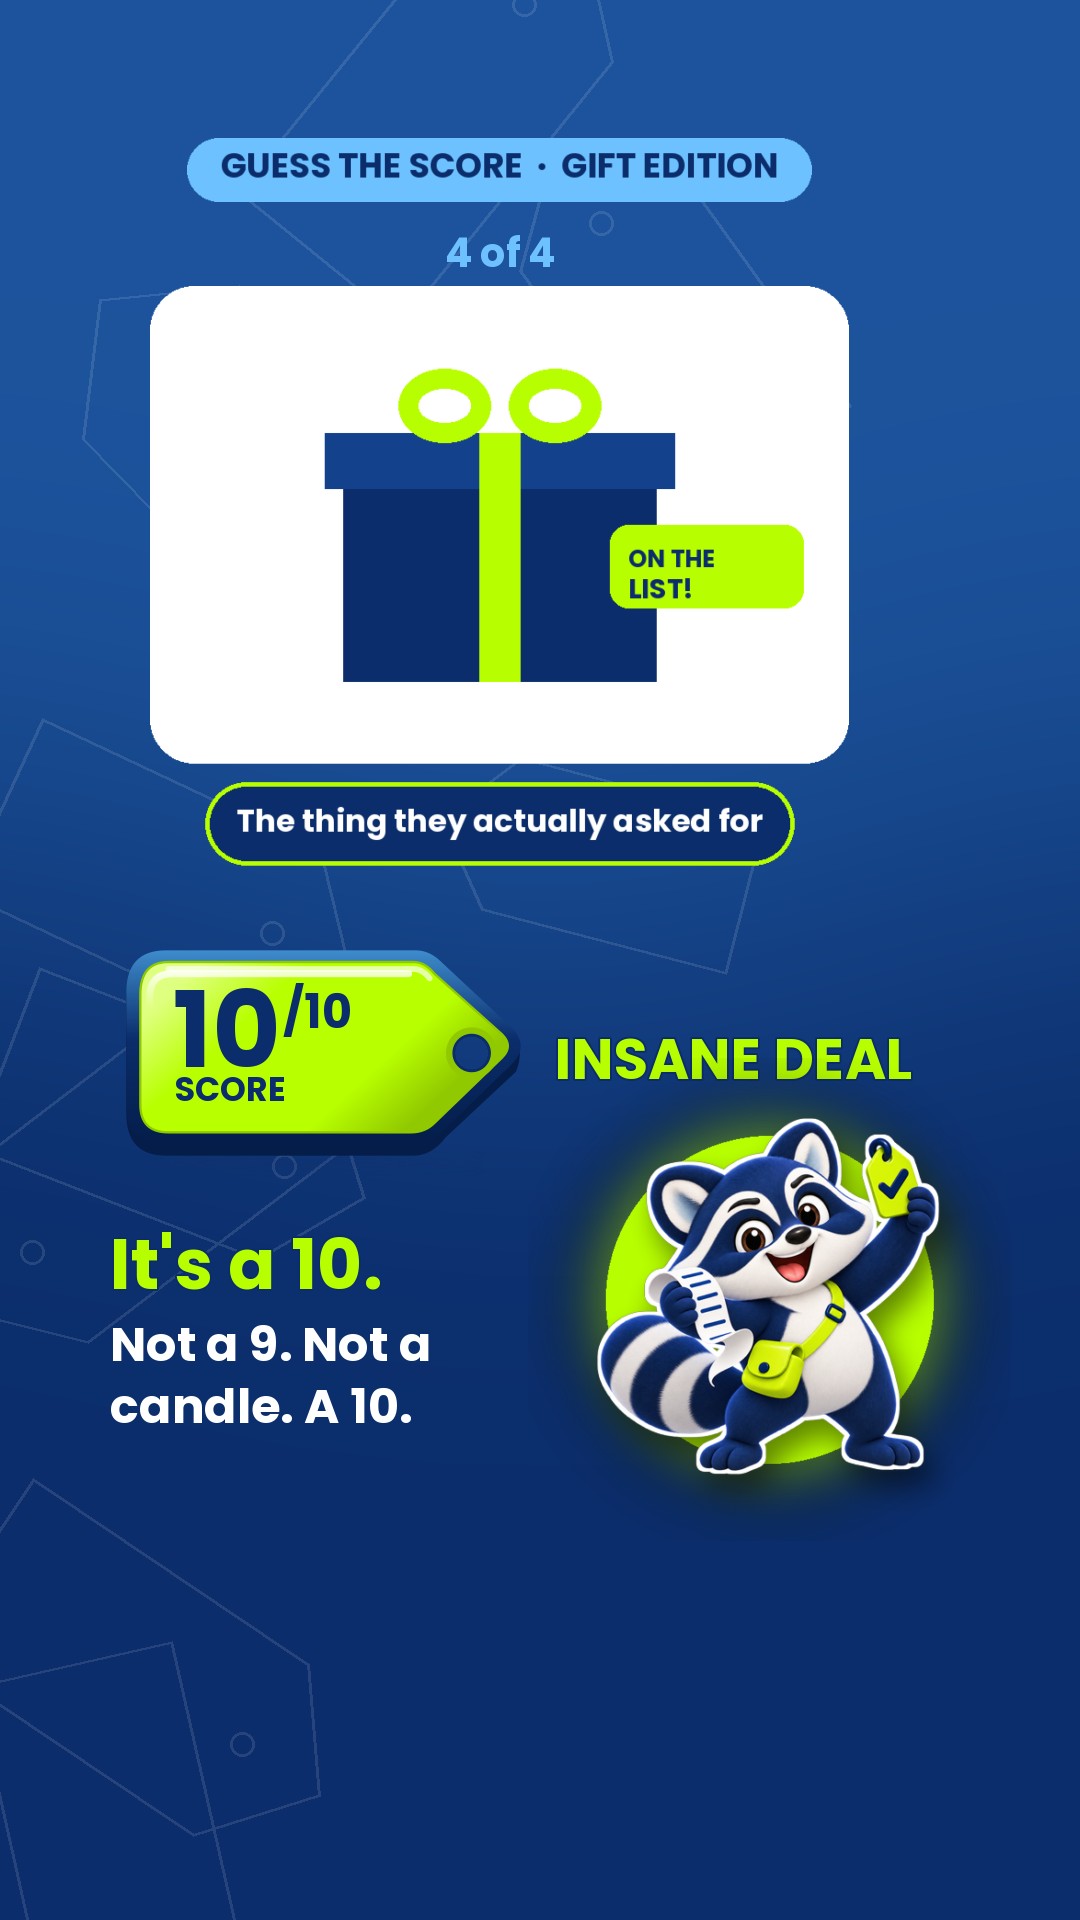 GUESS THE SCORE · GIFT EDITION
4 of 4
ON THE
LIST!
The thing they actually asked for
10/10
SCORE
INSANE DEAL
It's a 10.
Not a 9. Not a
candle. A 10.